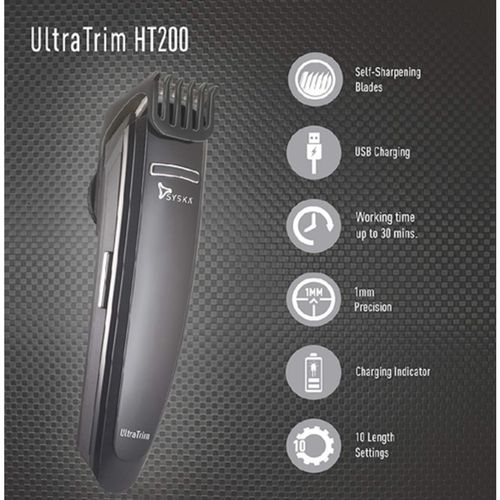 UltraTrim HT200
Self-Sharpening
Blades
USB Charging
SYSKA
Working time
up to 30 mins.
1MM
1mm
Precision
Charging Indicator
UltraTrim
10
10 Length
Settings